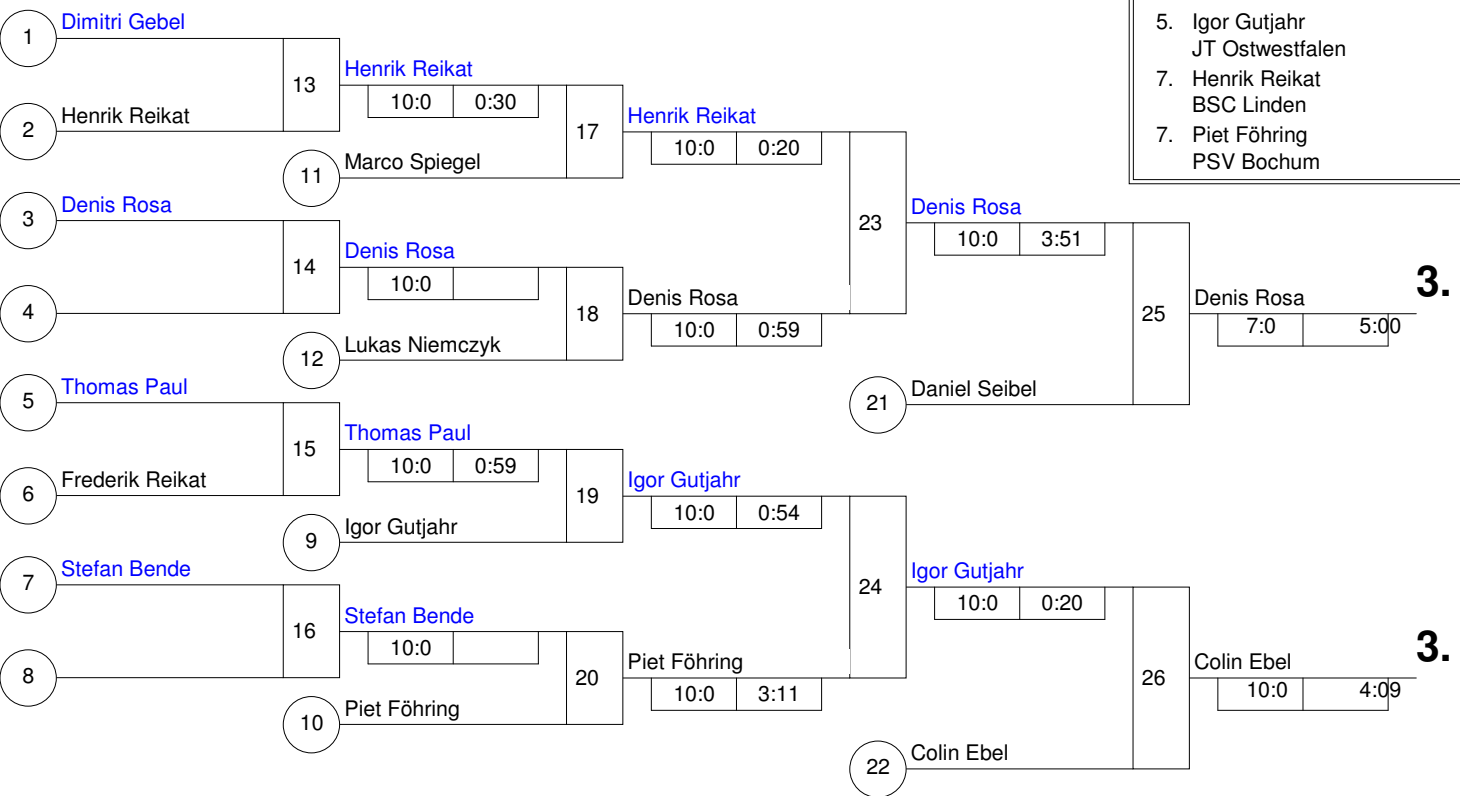 5. Igor Gutjahr
JT Ostwestfalen
7. Henrik Reikat
BSC Linden
7. Piet Föhring
PSV Bochum
1 Dimitri Gebel
13
Henrik Reikat
10:0 0:30
2 Henrik Reikat
17
Henrik Reikat
10:0 0:20
11 Marco Spiegel
3 Denis Rosa
23
Denis Rosa
10:0 3:51
14
Denis Rosa
10:0
4
18
Denis Rosa
10:0 0:59
12 Lukas Niemczyk
25
Denis Rosa
7:0 5:00
3.
5 Thomas Paul
21 Daniel Seibel
15
Thomas Paul
10:0 0:59
6 Frederik Reikat
19
Igor Gutjahr
10:0 0:54
9 Igor Gutjahr
7 Stefan Bende
24
Igor Gutjahr
10:0 0:20
16
Stefan Bende
10:0
8
20
Piet Föhring
10:0 3:11
10 Piet Föhring
26
Colin Ebel
10:0 4:09
3.
22 Colin Ebel